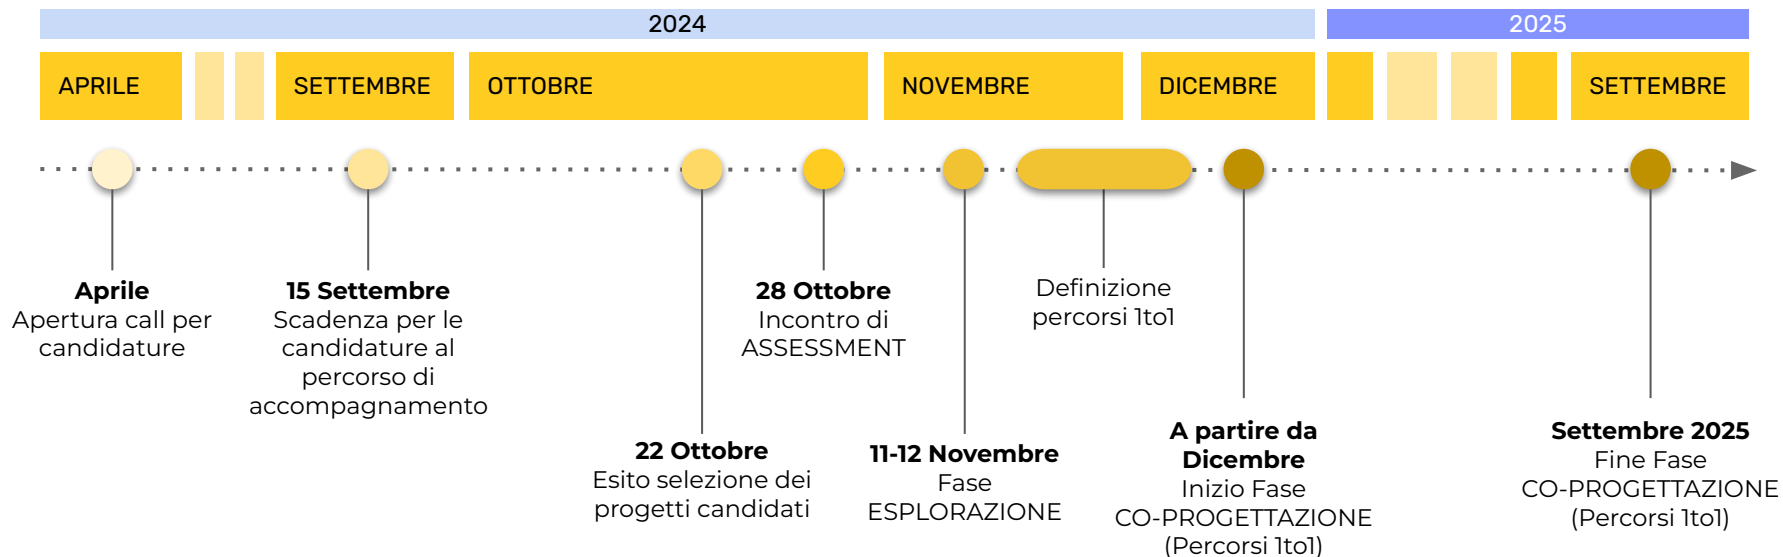 2024
2025
APRILE
SETTEMBRE
OTTOBRE
NOVEMBRE
DICEMBRE
SETTEMBRE
Aprile
Apertura call per
candidature
15 Settembre
Scadenza per le
candidature al
percorso di
accompagnamento
22 Ottobre
Esito selezione dei
progetti candidati
28 Ottobre
Incontro di
ASSESSMENT
11-12 Novembre
Fase
ESPLORAZIONE
Definizione
percorsi 1to1
A partire da
Dicembre
Inizio Fase
CO-PROGETTAZIONE
(Percorsi 1to1)
Settembre 2025
Fine Fase
CO-PROGETTAZIONE
(Percorsi 1to1)